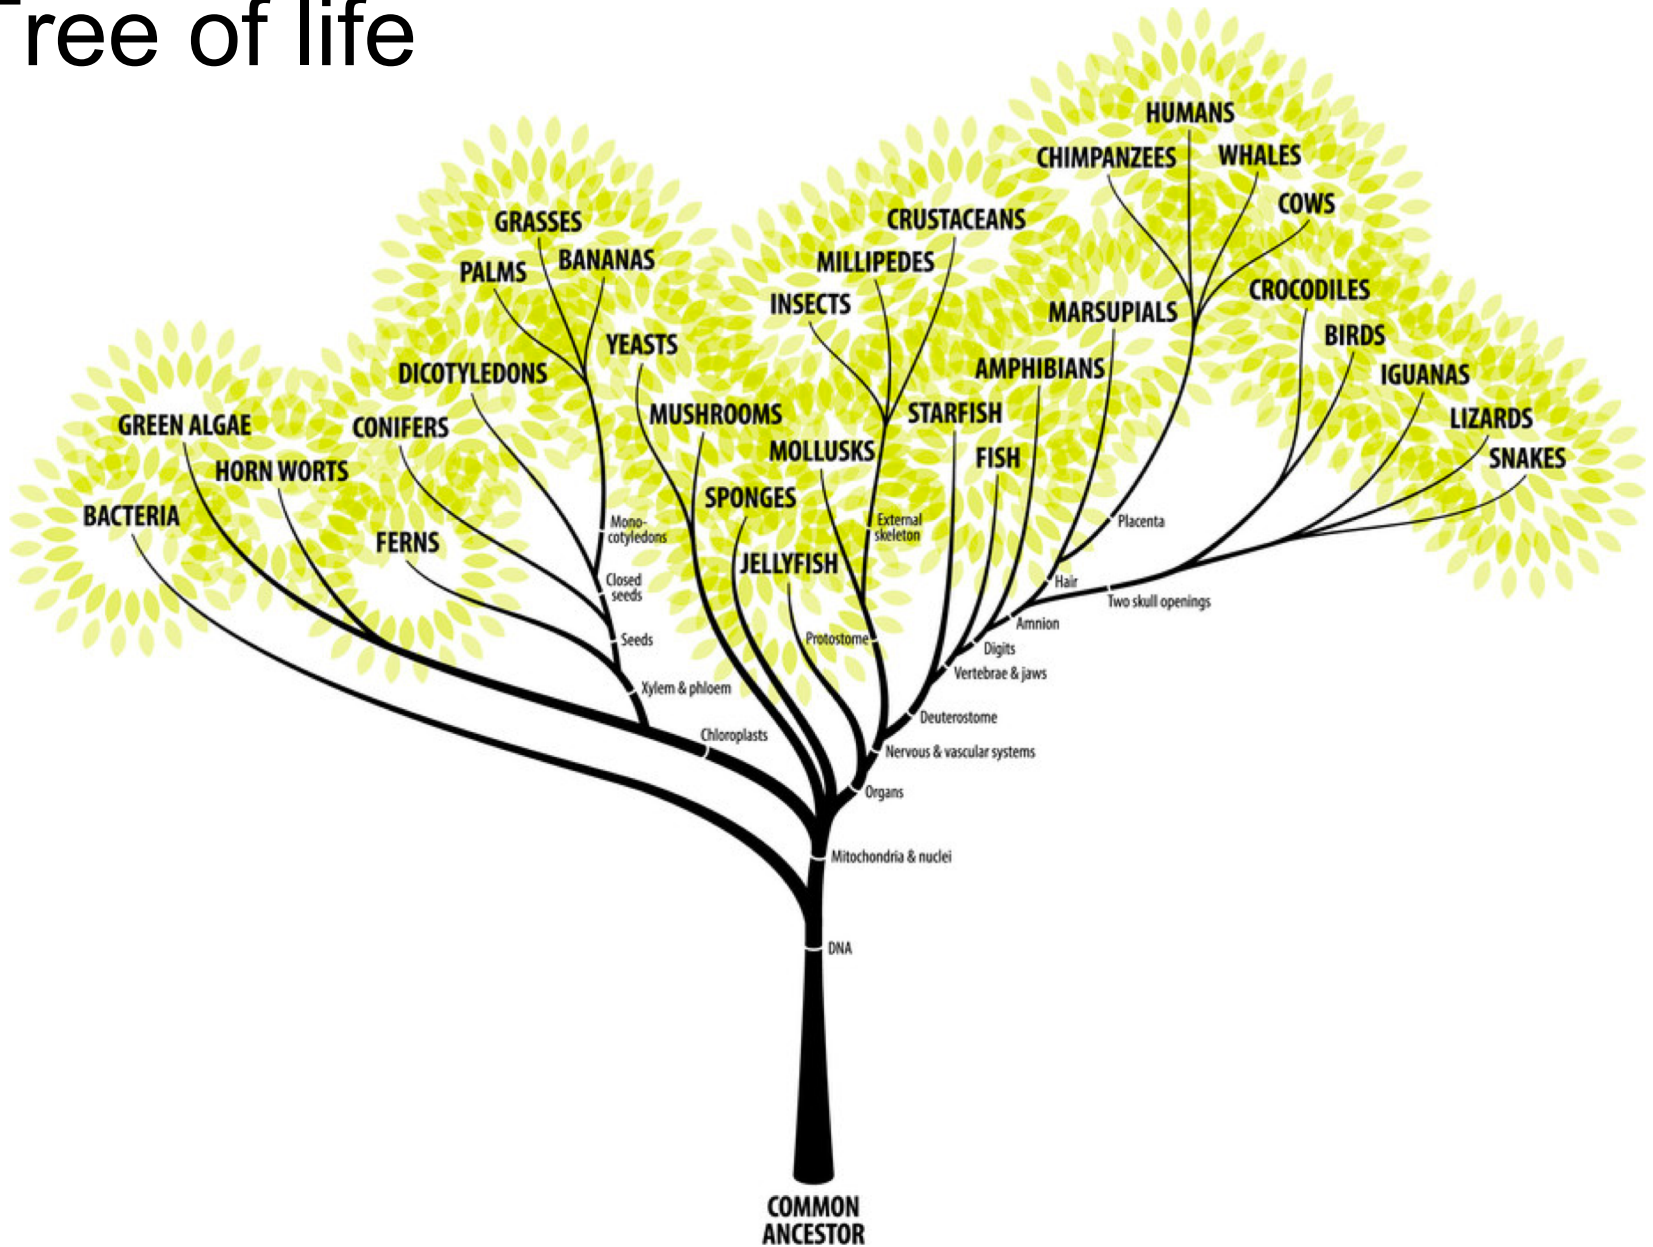 Tree of life
HUMANS
CHIMPANZEES
WHALES
COWS
GRASSES
BANANAS
PALMS
CRUSTACEANS
MILLIPEDES
INSECTS
CROCODILES
MARSUPIALS
BIRDS
YEASTS
DICOTYLEDONS
AMPHIBIANS
IGUANAS
GREEN ALGAE
CONIFERS
MUSHROOMS
STARFISH
LIZARDS
HORN WORTS
MOLLUSKS
FISH
SNAKES
BACTERIA
SPONGES
FERNS
JELLYFISH
Mono-
cotyledons
External
skeleton
Placenta
Closed
seeds
Hair
Two skull openings
Seeds
Protostome
Amnion
Digits
Vertebrae & jaws
Xylem & phloem
Chloroplasts
Deuterostome
Nervous & vascular systems
Organs
Mitochondria & nuclei
DNA
COMMON
ANCESTOR